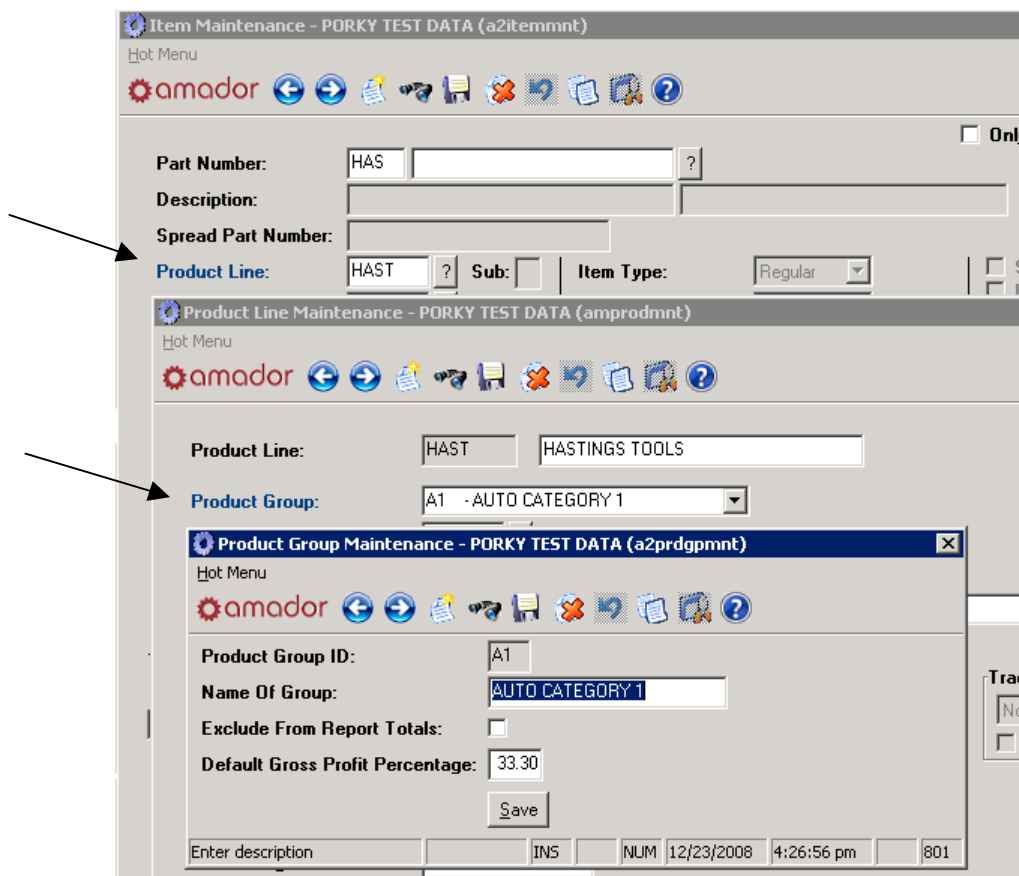 Item Maintenance - PORKY TEST DATA (a2itemmnt)
Hot Menu
amador ?
Part Number: HAS ?
Description:
Spread Part Number:
Product Line: HAST ? Sub: Item Type: Regular
Product Line Maintenance - PORKY TEST DATA (amprodmnt)
Hot Menu
amador ?
Product Line: HAST HASTINGS TOOLS
Product Group: A1 - AUTO CATEGORY 1
Product Group Maintenance - PORKY TEST DATA (a2prdgpmnt)
Hot Menu
amador ?
Product Group ID: A1
Name Of Group: AUTO CATEGORY 1
Exclude From Report Totals:
Default Gross Profit Percentage: 33.30
Save
Enter description INS NUM 12/23/2008 4:26:56 pm 801